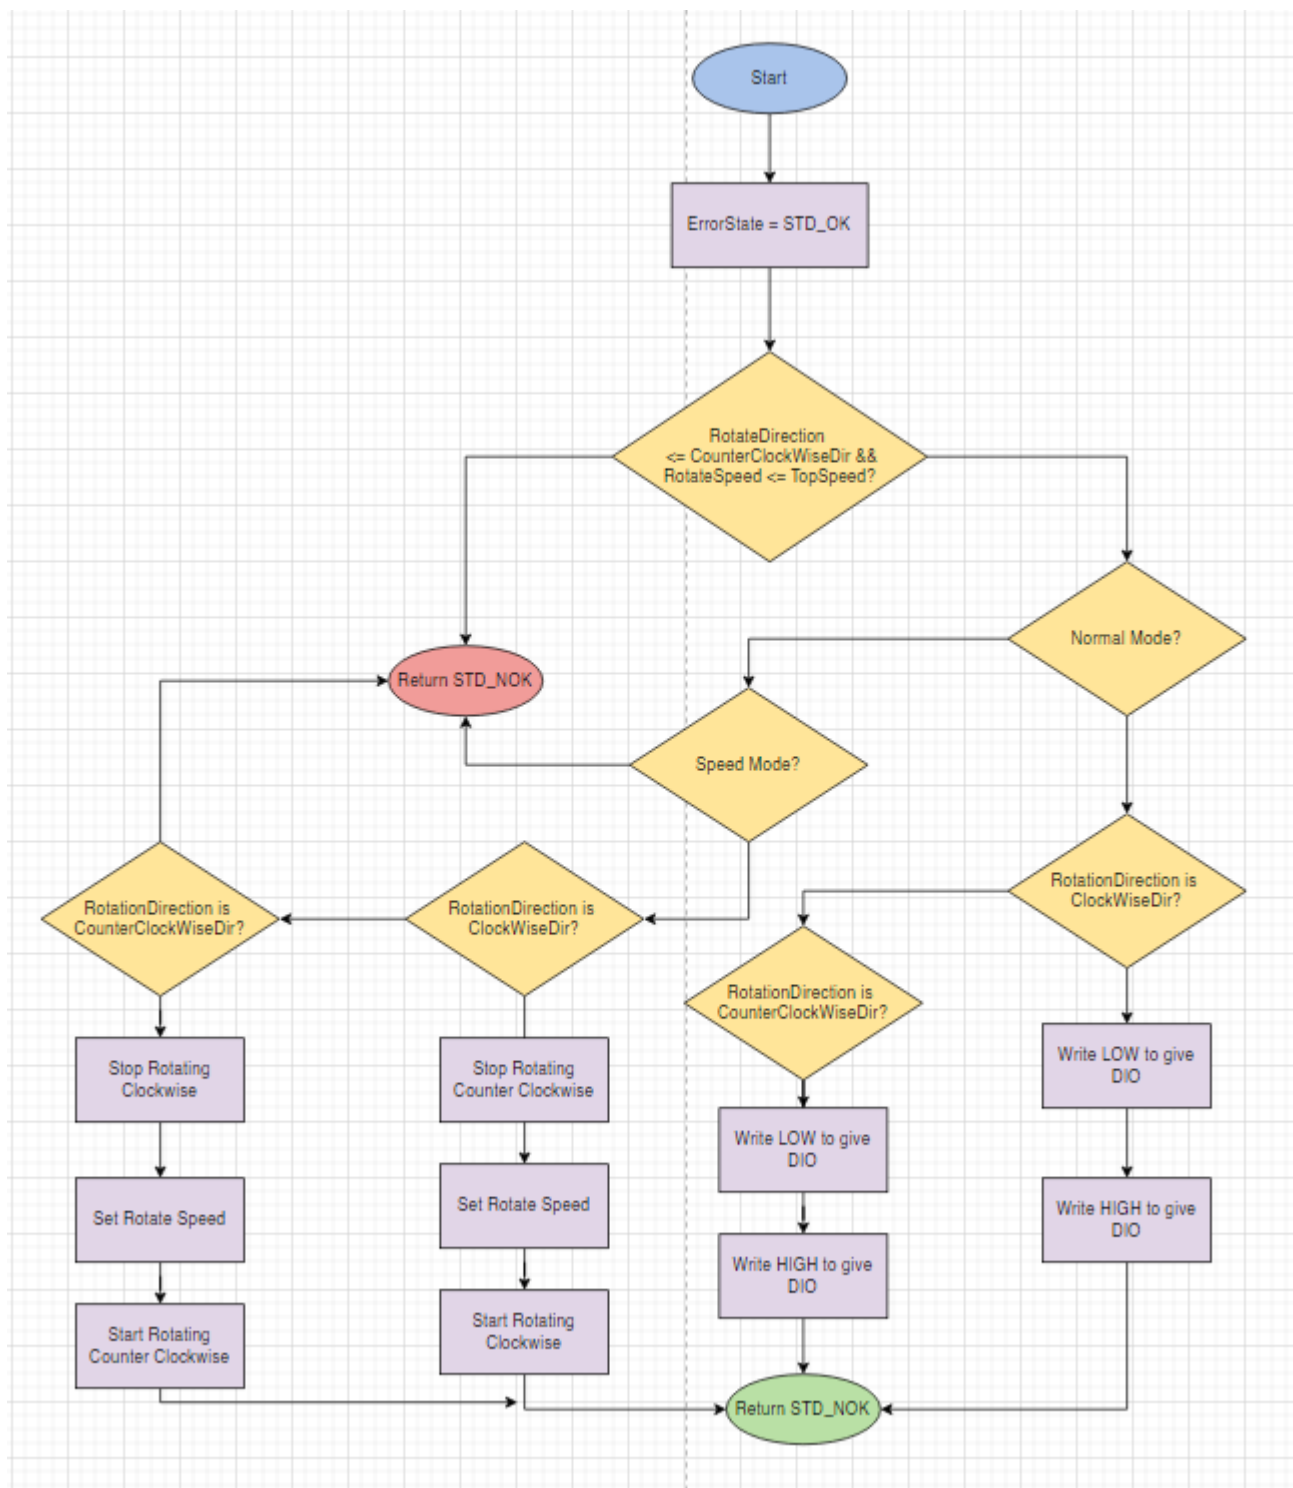 Start
ErrorState = STD_OK
RotateDirection
<= CounterClockWiseDir &&
RotateSpeed <= TopSpeed?
Normal Mode?
Return STD_NOK
Speed Mode?
RotationDirection is
CounterClockWiseDir?
RotationDirection is
ClockWiseDir?
RotationDirection is
ClockWiseDir?
RotationDirection is
CounterClockWiseDir?
Stop Rotating
Clockwise
Stop Rotating
Counter Clockwise
Write LOW to give
DIO
Write LOW to give
DIO
Set Rotate Speed
Set Rotate Speed
Write HIGH to give
DIO
Write HIGH to give
DIO
Start Rotating
Counter Clockwise
Start Rotating
Clockwise
Return STD_NOK